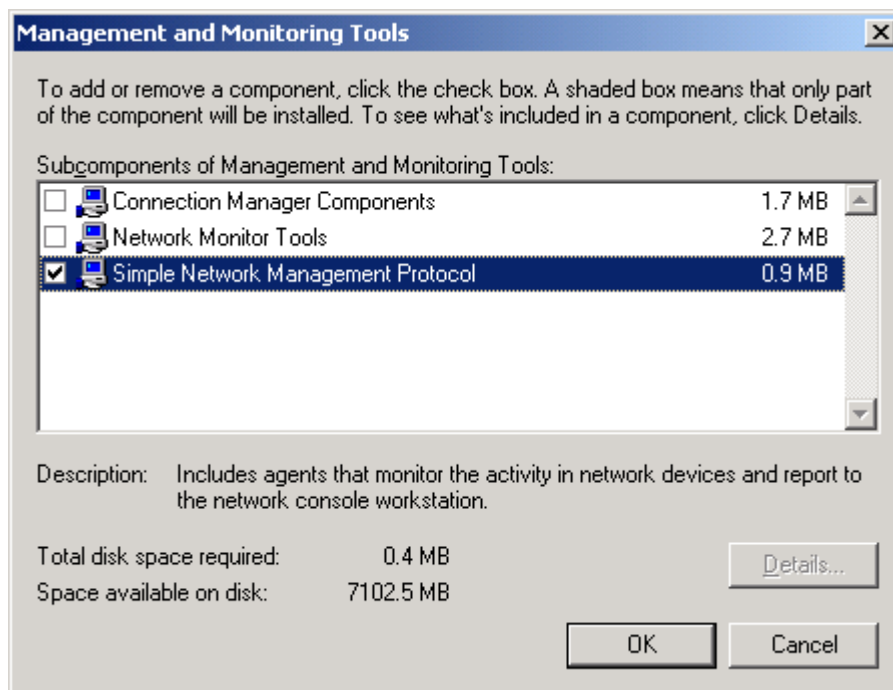 Management and Monitoring Tools
To add or remove a component, click the check box. A shaded box means that only part
of the component will be installed. To see what's included in a component, click Details.
Subcomponents of Management and Monitoring Tools:
Connection Manager Components 1.7 MB
Network Monitor Tools 2.7 MB
Simple Network Management Protocol 0.9 MB
Description: Includes agents that monitor the activity in network devices and report to
the network console workstation.
Total disk space required: 0.4 MB
Space available on disk: 7102.5 MB
Details...
OK Cancel